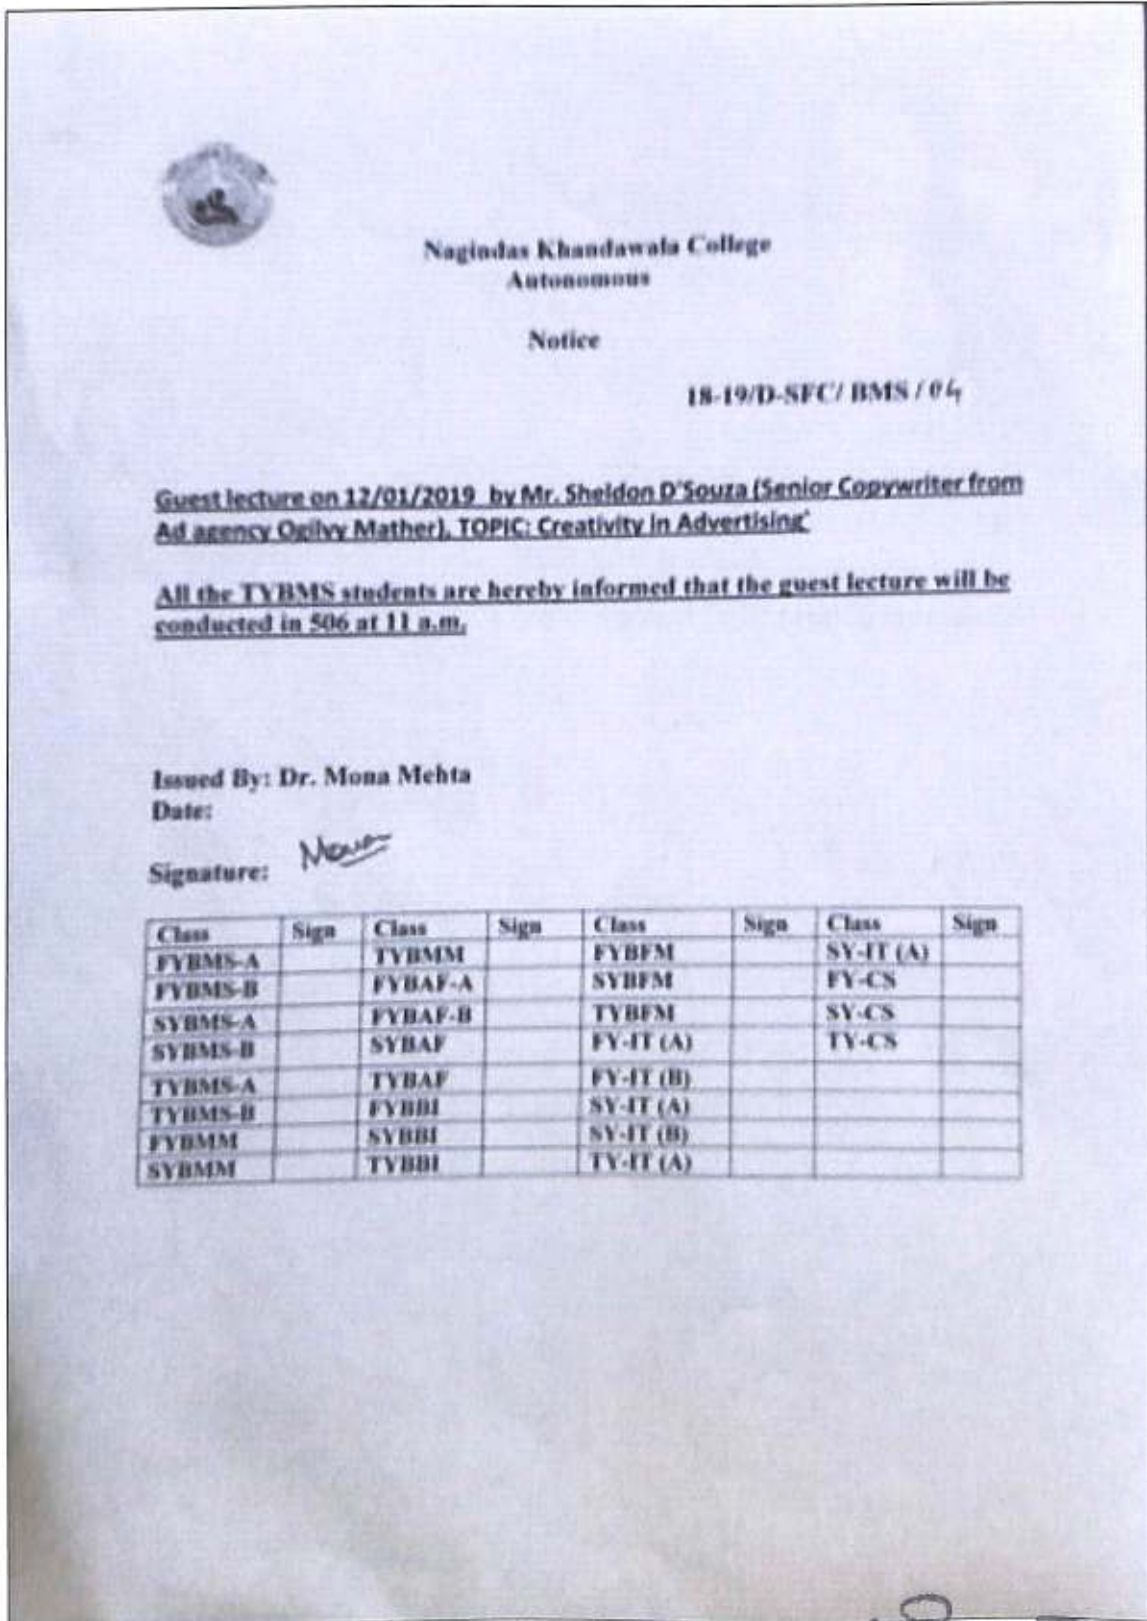 Nagindas Khandawala College
Autonomous
Notice
18-19/D-SFC/ BMS / 04
Guest lecture on 12/01/2019 by Mr. Sheldon D'Souza (Senior Copywriter from
Ad agency Ogilvy Mather), TOPIC: Creativity in Advertising'
All the TYBMS students are hereby informed that the guest lecture will be
conducted in 506 at 11 a.m.
Issued By: Dr. Mona Mehta
Date:
Signature: Mona
Class Sign Class Sign Class Sign Class Sign
FYBMS-A TYBMM FYBFM SY-IT (A)
FYBMS-B FYBAF-A SYBFM FY-CS
SYBMS-A FYBAF-B TYBFM SY-CS
SYBMS-B SYBAF FY-IT (A) TY-CS
TYBMS-A TYBAF FY-IT (B)
TYBMS-B FYBBI SY-IT (A)
FYBMM SYBBI SY-IT (B)
SYBMM TYBBI TY-IT (A)